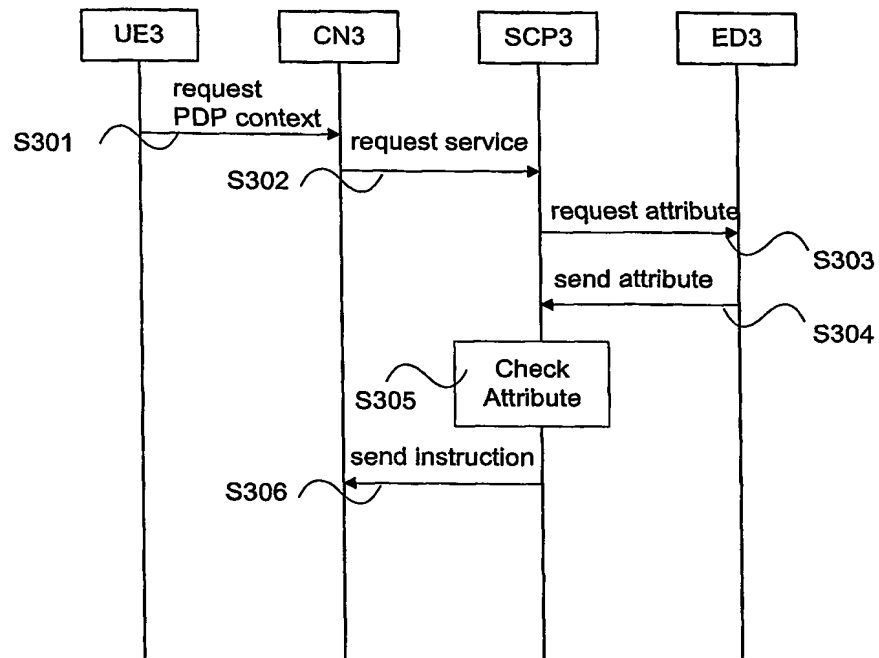 UE3
CN3
SCP3
ED3
request
PDP context
S301
request service
S302
request attribute
S303
send attribute
S304
Check
Attribute
S305
send instruction
S306